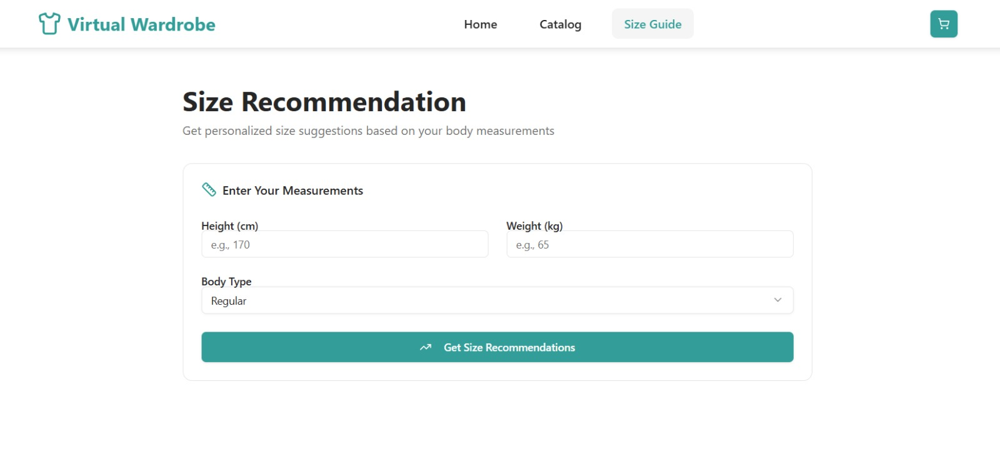 Virtual Wardrobe
Home
Catalog
Size Guide
Size Recommendation
Get personalized size suggestions based on your body measurements
Enter Your Measurements
Height (cm)
Weight (kg)
e.g., 170
e.g., 65
Body Type
Regular
Get Size Recommendations